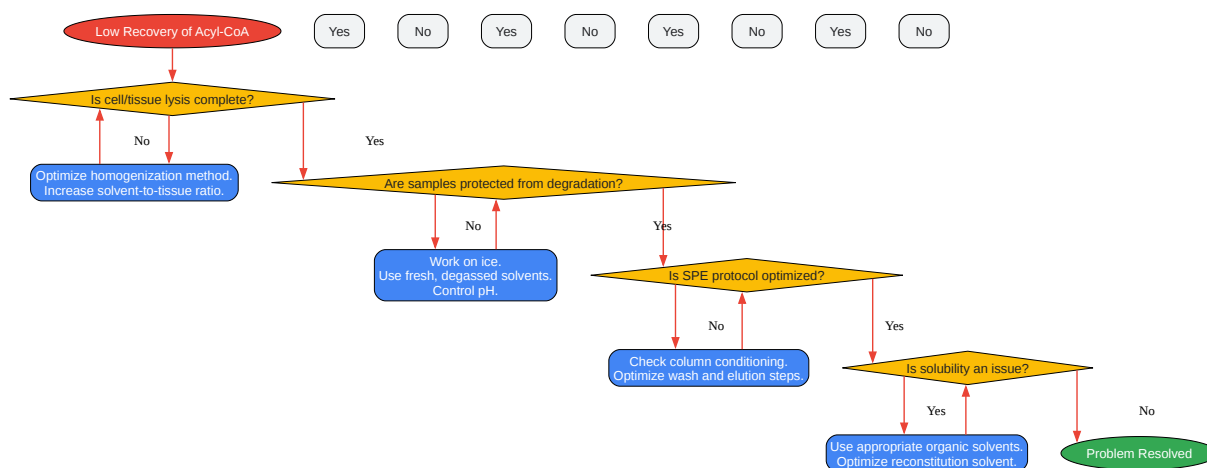 Low Recovery of Acyl-CoA
Yes
No
Yes
No
Yes
No
Yes
No
Is cell/tissue lysis complete?
No
Yes
Optimize homogenization method.
Increase solvent-to-tissue ratio.
Are samples protected from degradation?
No
Yes
Work on ice.
Use fresh, degassed solvents.
Control pH.
Is SPE protocol optimized?
No
Yes
Check column conditioning.
Optimize wash and elution steps.
Is solubility an issue?
Yes
No
Use appropriate organic solvents.
Optimize reconstitution solvent.
Problem Resolved